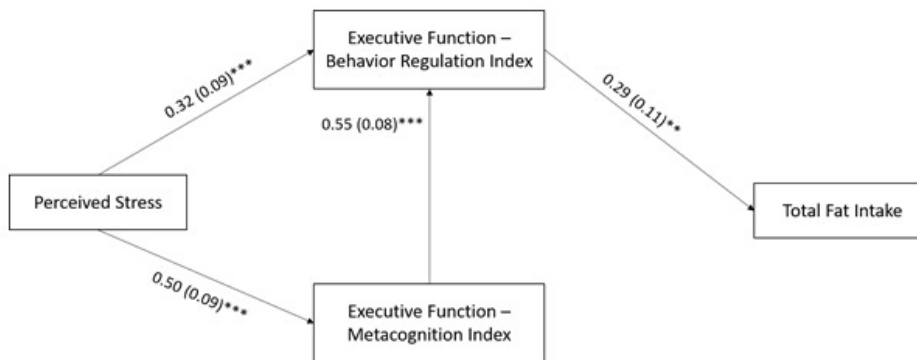 Executive Function –
Behavior Regulation Index
0.32 (0.09)***
0.29 (0.11)**
0.55 (0.08)***
Perceived Stress
Total Fat Intake
0.50 (0.09)***
Executive Function –
Metacognition Index